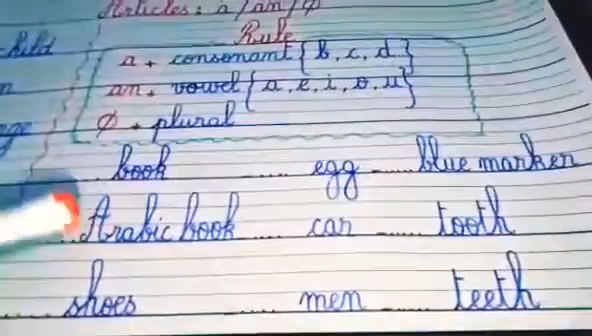 Articles: a/an/ø
Rule
a + consonant {b, c, d}
an + vowel {a, e, i, o, u}
ø + plural
book .... egg ...... blue marker
.. Arabic book .... car ...... tooth
.... shoes .... men ...... teeth